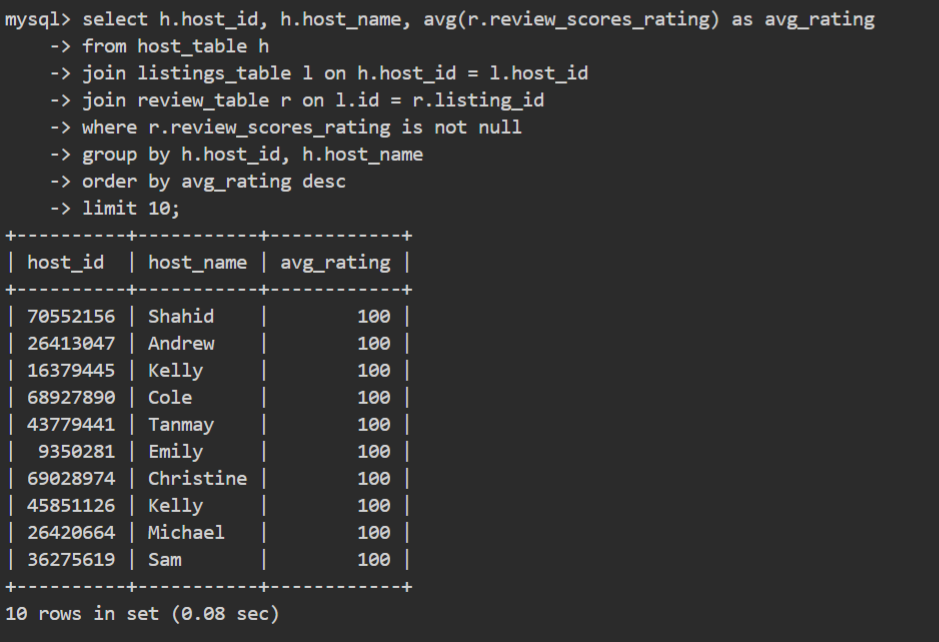 mysql> select h.host_id, h.host_name, avg(r.review_scores_rating) as avg_rating
    -> from host_table h
    -> join listings_table l on h.host_id = l.host_id
    -> join review_table r on l.id = r.listing_id
    -> where r.review_scores_rating is not null
    -> group by h.host_id, h.host_name
    -> order by avg_rating desc
    -> limit 10;
+----------+-----------+------------+
| host_id  | host_name | avg_rating |
+----------+-----------+------------+
| 70552156 | Shahid    |        100 |
| 26413047 | Andrew    |        100 |
| 16379445 | Kelly     |        100 |
| 68927890 | Cole      |        100 |
| 43779441 | Tanmay    |        100 |
|  9350281 | Emily     |        100 |
| 69028974 | Christine |        100 |
| 45851126 | Kelly     |        100 |
| 26420664 | Michael   |        100 |
| 36275619 | Sam       |        100 |
+----------+-----------+------------+
10 rows in set (0.08 sec)